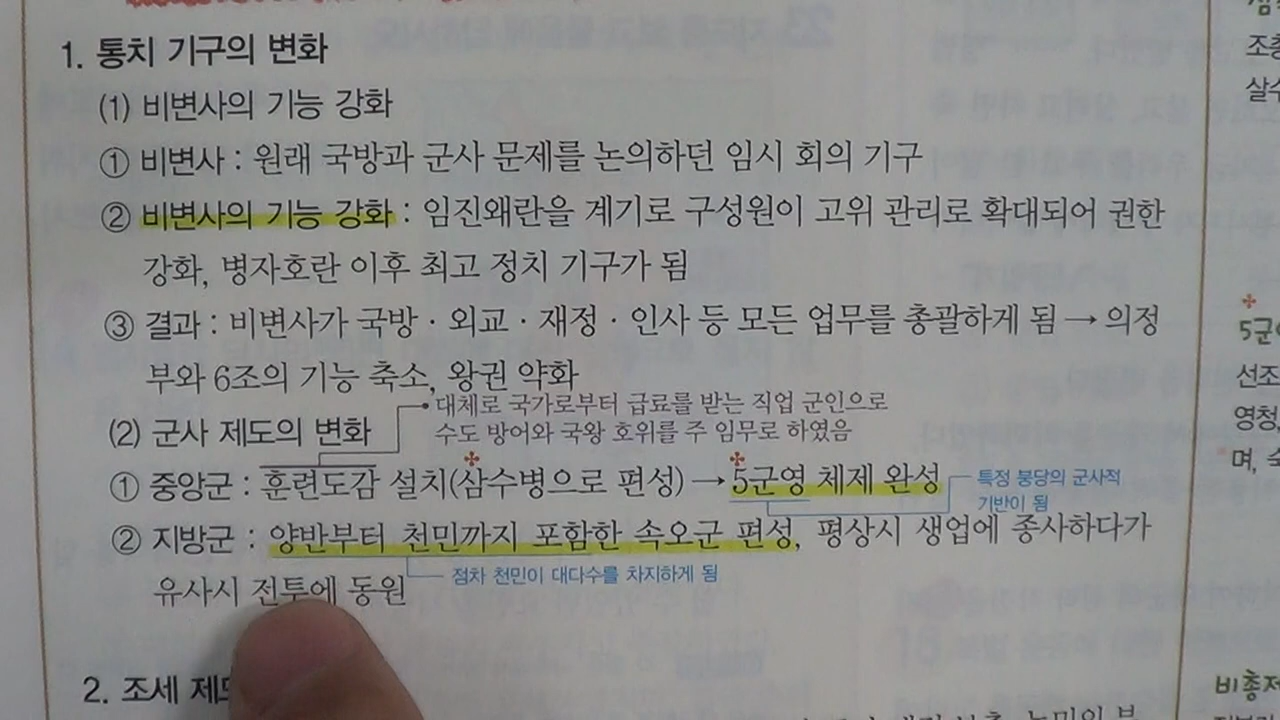 1. 통치 기구의 변화
(1) 비변사의 기능 강화
① 비변사 : 원래 국방과 군사 문제를 논의하던 임시 회의 기구
② 비변사의 기능 강화 : 임진왜란을 계기로 구성원이 고위 관리로 확대되어 권한
강화, 병자호란 이후 최고 정치 기구가 됨
③ 결과 : 비변사가 국방 · 외교 · 재정 · 인사 등 모든 업무를 총괄하게 됨 → 의정
부와 6조의 기능 축소, 왕권 약화
대체로 국가로부터 급료를 받는 직업 군인으로
수도 방어와 국왕 호위를 주 임무로 하였음
(2) 군사 제도의 변화
① 중앙군 : 훈련도감 설치(삼수병으로 편성) → 5군영 체제 완성
특정 붕당의 군사적
기반이 됨
② 지방군 : 양반부터 천민까지 포함한 속오군 편성, 평상시 생업에 종사하다가
점차 천민이 대다수를 차지하게 됨
유사시 전투에 동원
2. 조세 제
조총
살수
5군
선조
영청,
며, 숙
비총제